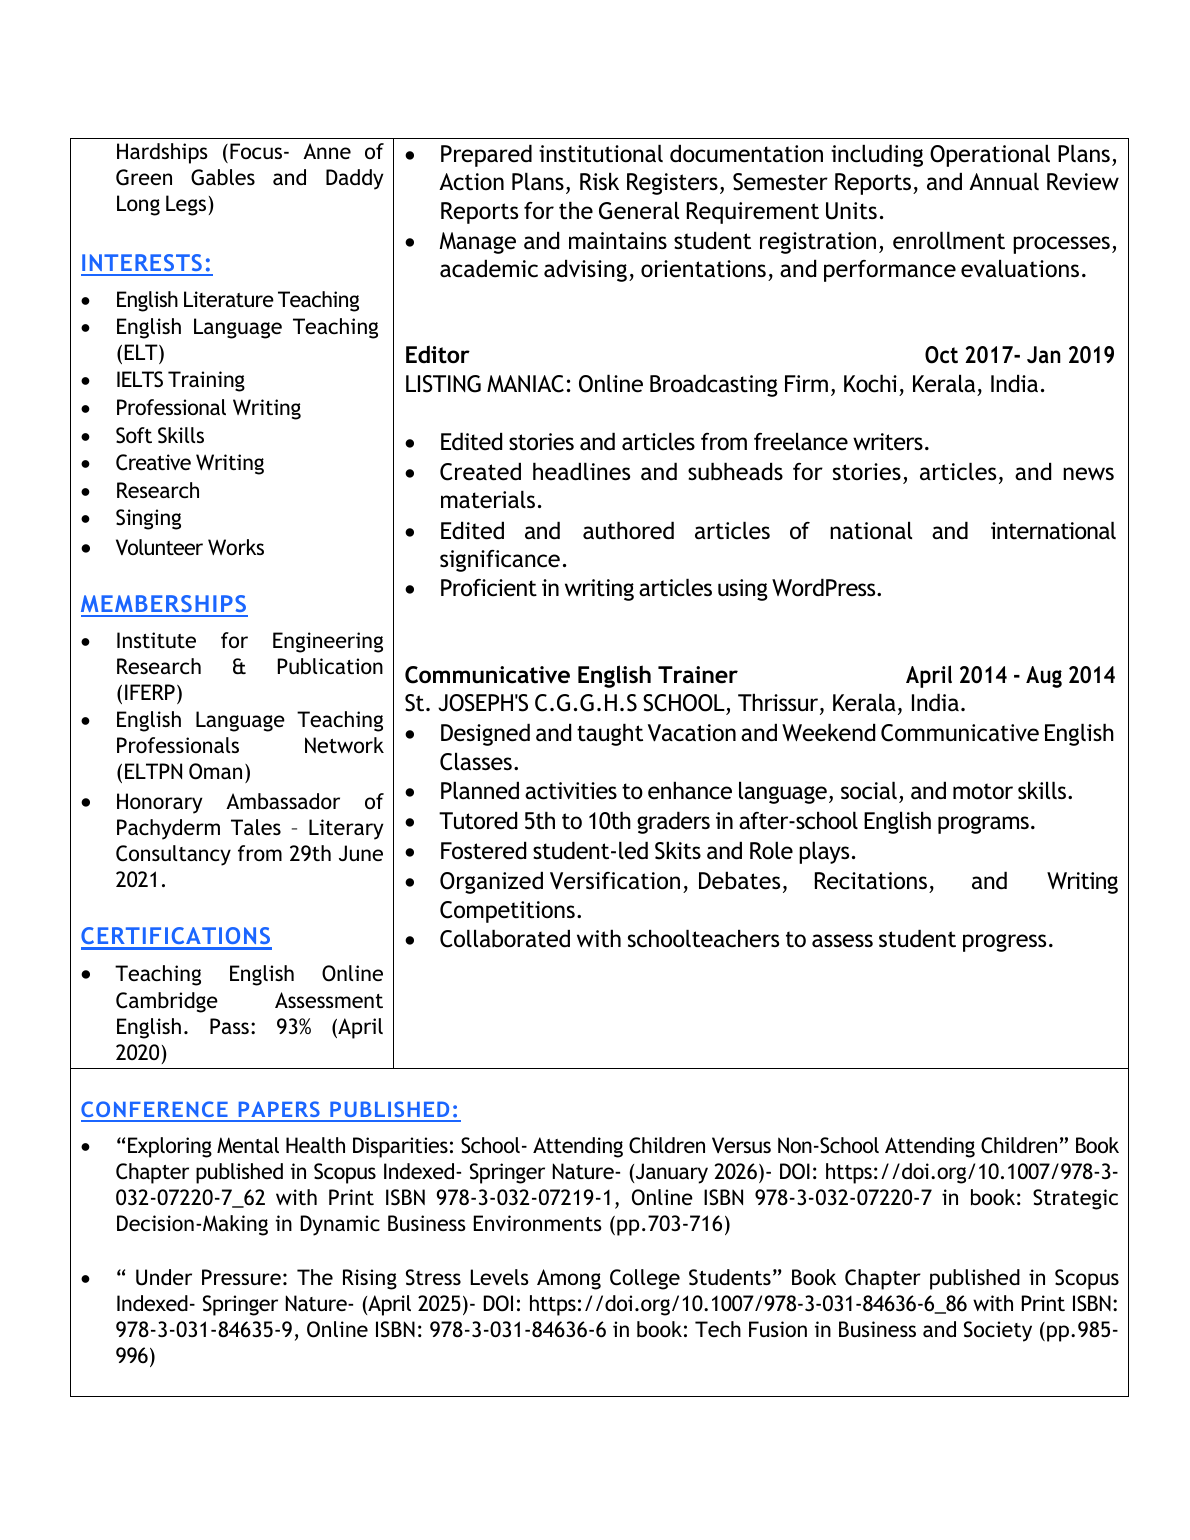 Hardships (Focus- Anne of
Green Gables and Daddy
Long Legs)
INTERESTS:
• English Literature Teaching
• English Language Teaching
(ELT)
• IELTS Training
• Professional Writing
• Soft Skills
• Creative Writing
• Research
• Singing
• Volunteer Works
MEMBERSHIPS
• Institute for Engineering
Research & Publication
(IFERP)
• English Language Teaching
Professionals Network
(ELTPN Oman)
• Honorary Ambassador of
Pachyderm Tales – Literary
Consultancy from 29th June
2021.
CERTIFICATIONS
• Teaching English Online
Cambridge Assessment
English. Pass: 93% (April
2020)
• Prepared institutional documentation including Operational Plans,
Action Plans, Risk Registers, Semester Reports, and Annual Review
Reports for the General Requirement Units.
• Manage and maintains student registration, enrollment processes,
academic advising, orientations, and performance evaluations.
Editor Oct 2017- Jan 2019
LISTING MANIAC: Online Broadcasting Firm, Kochi, Kerala, India.
• Edited stories and articles from freelance writers.
• Created headlines and subheads for stories, articles, and news
materials.
• Edited and authored articles of national and international
significance.
• Proficient in writing articles using WordPress.
Communicative English Trainer April 2014 - Aug 2014
St. JOSEPH'S C.G.G.H.S SCHOOL, Thrissur, Kerala, India.
• Designed and taught Vacation and Weekend Communicative English
Classes.
• Planned activities to enhance language, social, and motor skills.
• Tutored 5th to 10th graders in after-school English programs.
• Fostered student-led Skits and Role plays.
• Organized Versification, Debates, Recitations, and Writing
Competitions.
• Collaborated with schoolteachers to assess student progress.
CONFERENCE PAPERS PUBLISHED:
• “Exploring Mental Health Disparities: School- Attending Children Versus Non-School Attending Children” Book
Chapter published in Scopus Indexed- Springer Nature- (January 2026)- DOI: https://doi.org/10.1007/978-3-
032-07220-7_62 with Print ISBN 978-3-032-07219-1, Online ISBN 978-3-032-07220-7 in book: Strategic
Decision-Making in Dynamic Business Environments (pp.703-716)
• “ Under Pressure: The Rising Stress Levels Among College Students” Book Chapter published in Scopus
Indexed- Springer Nature- (April 2025)- DOI: https://doi.org/10.1007/978-3-031-84636-6_86 with Print ISBN:
978-3-031-84635-9, Online ISBN: 978-3-031-84636-6 in book: Tech Fusion in Business and Society (pp.985-
996)